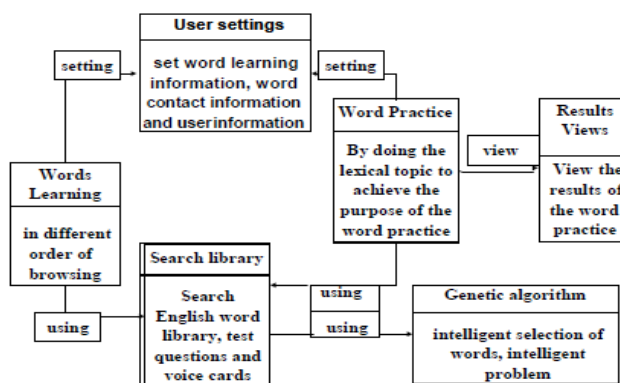 User settings
set word learning
information, word
contact information
and userinformation
setting
setting
Word Practice
By doing the
lexical topic to
achieve the
purpose of the
word practice
view
Results
Views
View the
results of
the word
practice
Words
Learning
in different
order of
browsing
using
Search library
Search
English word
library, test
questions and
voice cards
using
using
Genetic algorithm
intelligent selection of
words, intelligent
problem